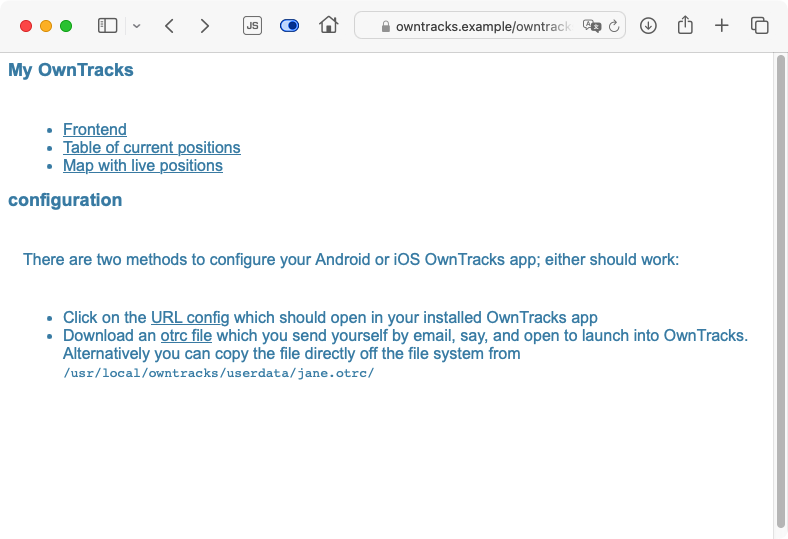 JS
owntracks.example/owntrack
My OwnTracks
• Frontend
• Table of current positions
• Map with live positions
configuration
There are two methods to configure your Android or iOS OwnTracks app; either should work:
• Click on the URL config which should open in your installed OwnTracks app
• Download an otrc file which you send yourself by email, say, and open to launch into OwnTracks.
Alternatively you can copy the file directly off the file system from
/usr/local/owntracks/userdata/jane.otrc/